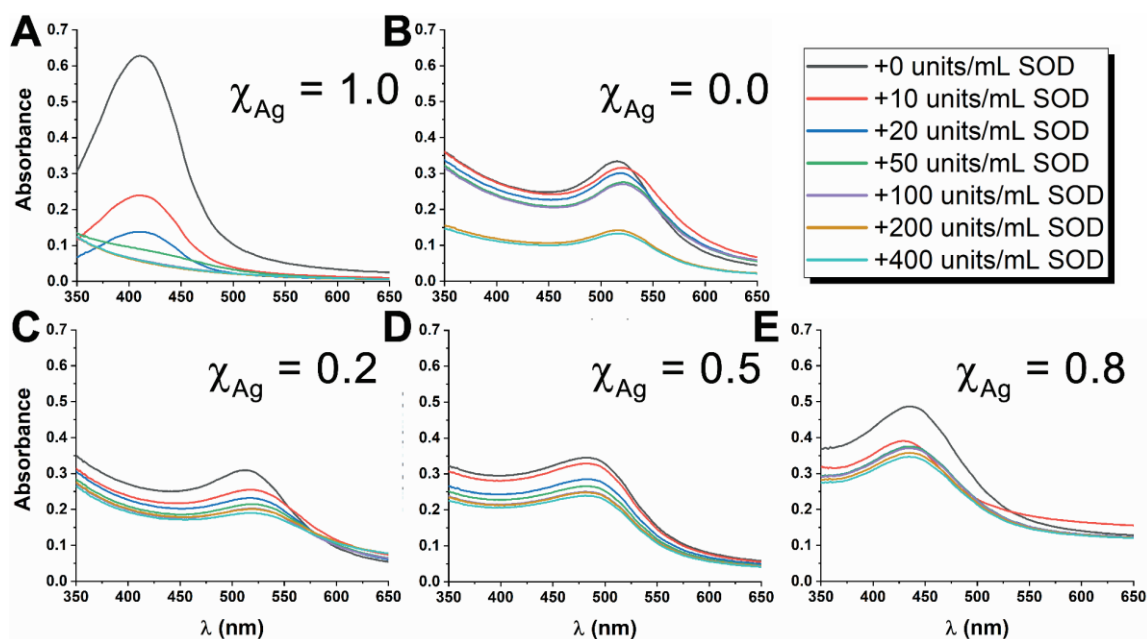 A
χAg = 1.0
0.7
0.6
0.5
0.4
0.3
0.2
0.1
0.0
Absorbance
350 400 450 500 550 600 650
B
χAg = 0.0
0.7
0.6
0.5
0.4
0.3
0.2
0.1
0.0
350 400 450 500 550 600 650
+0 units/mL SOD
+10 units/mL SOD
+20 units/mL SOD
+50 units/mL SOD
+100 units/mL SOD
+200 units/mL SOD
+400 units/mL SOD
C
χAg = 0.2
0.7
0.6
0.5
0.4
0.3
0.2
0.1
0.0
Absorbance
350 400 450 500 550 600 650
λ (nm)
D
χAg = 0.5
0.7
0.6
0.5
0.4
0.3
0.2
0.1
0.0
350 400 450 500 550 600 650
λ (nm)
E
χAg = 0.8
0.7
0.6
0.5
0.4
0.3
0.2
0.1
0.0
350 400 450 500 550 600 650
λ (nm)